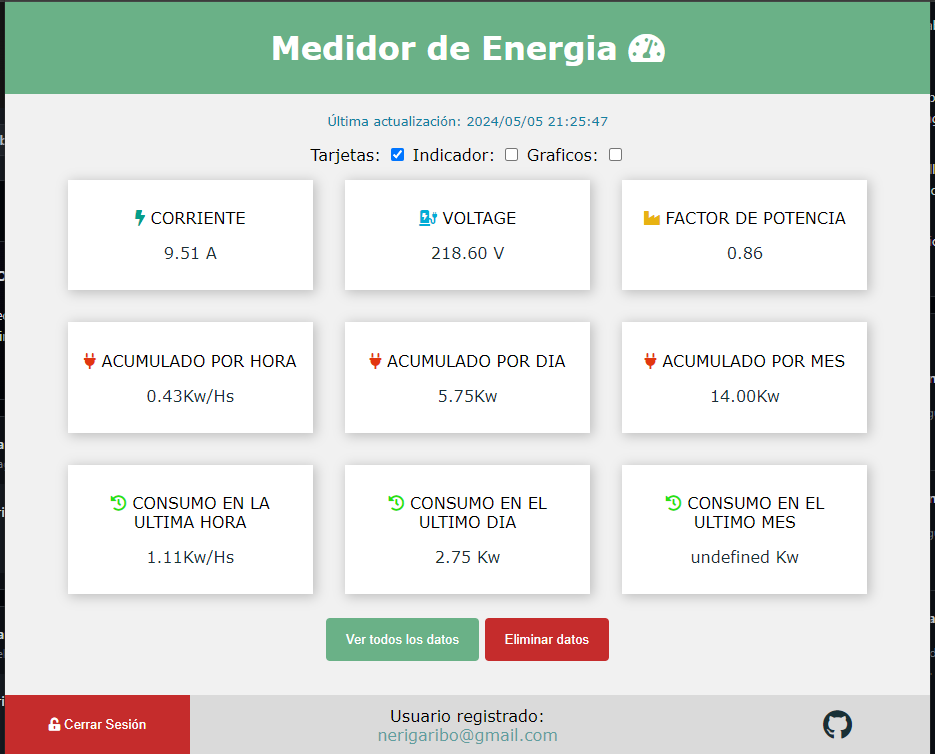 Medidor de Energia
Última actualización: 2024/05/05 21:25:47
Tarjetas: Indicador: Graficos:
CORRIENTE
9.51 A
VOLTAGE
218.60 V
FACTOR DE POTENCIA
0.86
ACUMULADO POR HORA
0.43Kw/Hs
ACUMULADO POR DIA
5.75Kw
ACUMULADO POR MES
14.00Kw
CONSUMO EN LA
ULTIMA HORA
1.11Kw/Hs
CONSUMO EN EL
ULTIMO DIA
2.75 Kw
CONSUMO EN EL
ULTIMO MES
undefined Kw
Ver todos los datos
Eliminar datos
Cerrar Sesión
Usuario registrado:
nerigaribo@gmail.com